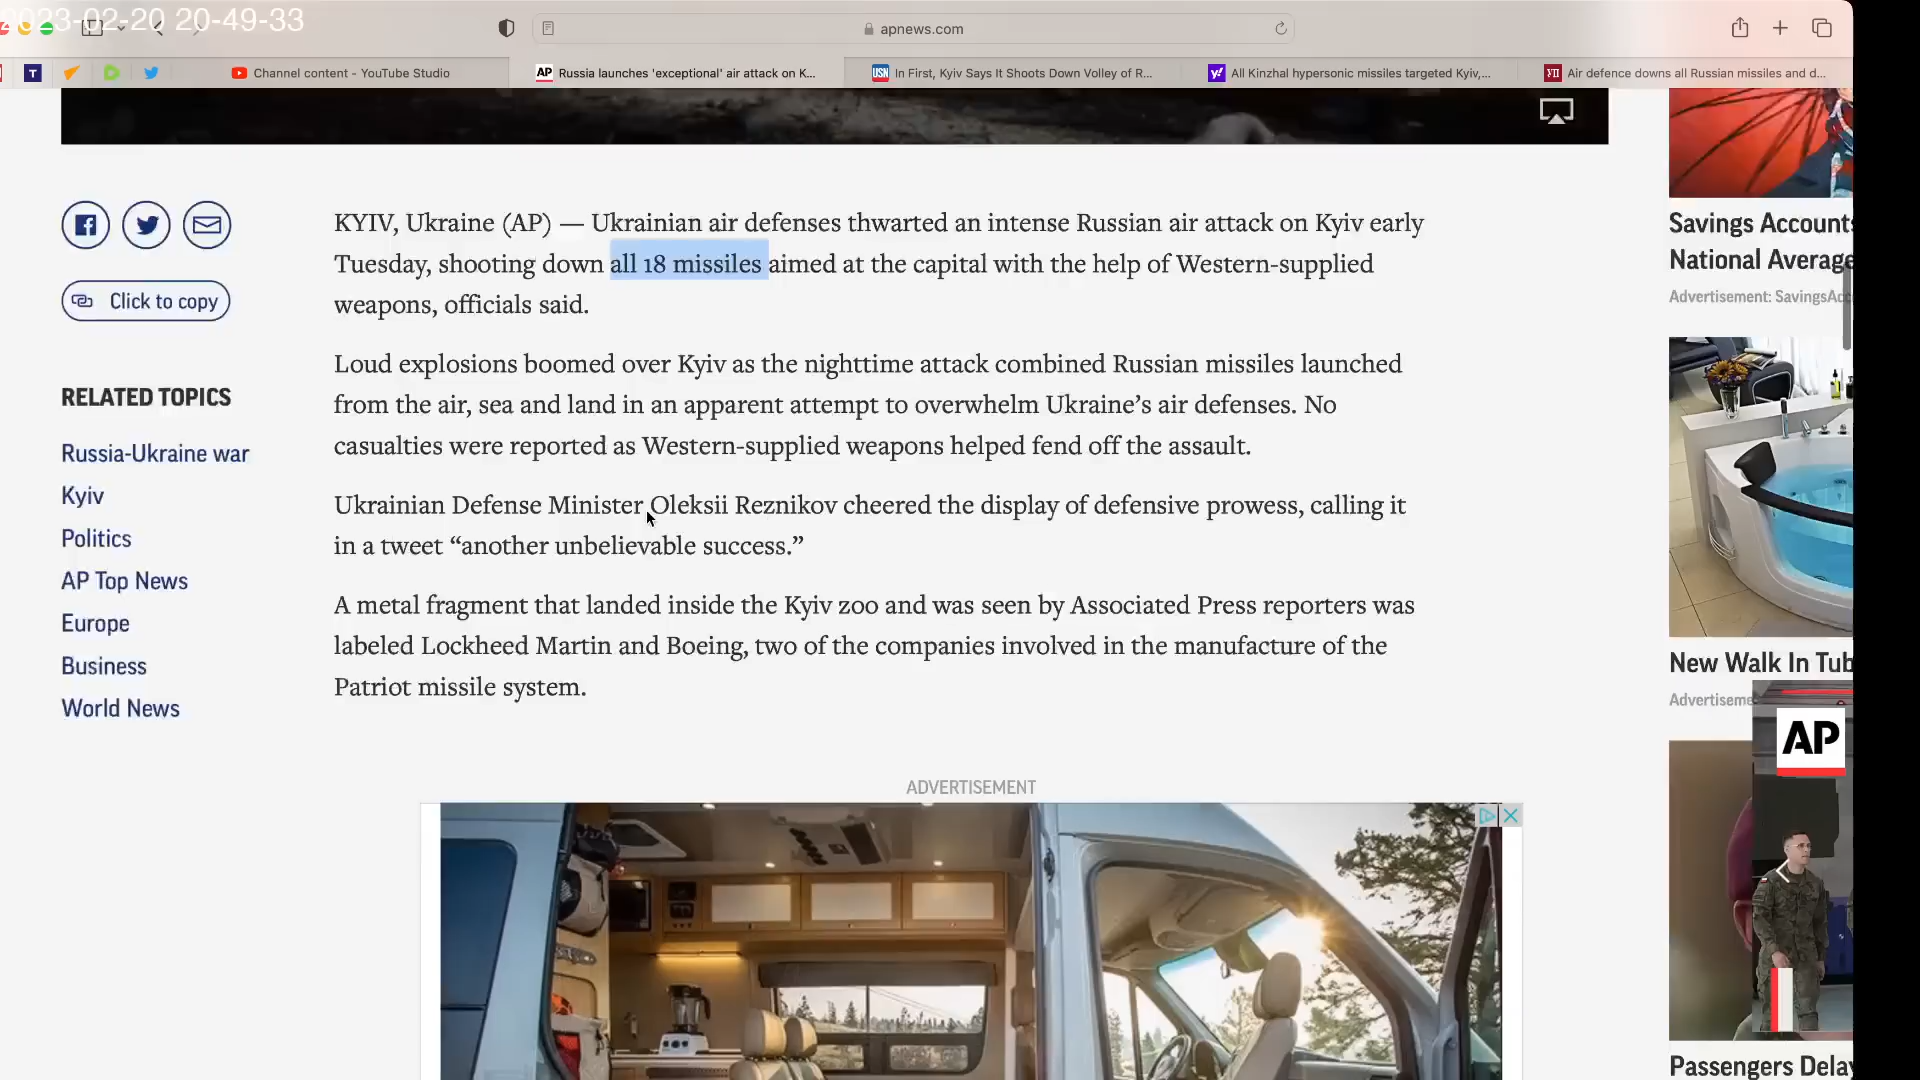 2023-02-20 20-49-33
apnews.com
T
Channel content - YouTube Studio
AP Russia launches 'exceptional' air attack on K...
USN In First, Kyiv Says It Shoots Down Volley of R...
y! All Kinzhal hypersonic missiles targeted Kyiv,...
Air defence downs all Russian missiles and d...
KYIV, Ukraine (AP) — Ukrainian air defenses thwarted an intense Russian air attack on Kyiv early
Tuesday, shooting down all 18 missiles aimed at the capital with the help of Western-supplied
weapons, officials said.
Click to copy
Loud explosions boomed over Kyiv as the nighttime attack combined Russian missiles launched
from the air, sea and land in an apparent attempt to overwhelm Ukraine’s air defenses. No
casualties were reported as Western-supplied weapons helped fend off the assault.
RELATED TOPICS
Russia-Ukraine war
Kyiv
Politics
AP Top News
Europe
Business
World News
Ukrainian Defense Minister Oleksii Reznikov cheered the display of defensive prowess, calling it
in a tweet “another unbelievable success.”
A metal fragment that landed inside the Kyiv zoo and was seen by Associated Press reporters was
labeled Lockheed Martin and Boeing, two of the companies involved in the manufacture of the
Patriot missile system.
ADVERTISEMENT
Savings Accounts
National Average
Advertisement: SavingsAcc
New Walk In Tub
Advertiseme
AP
Passengers Delay